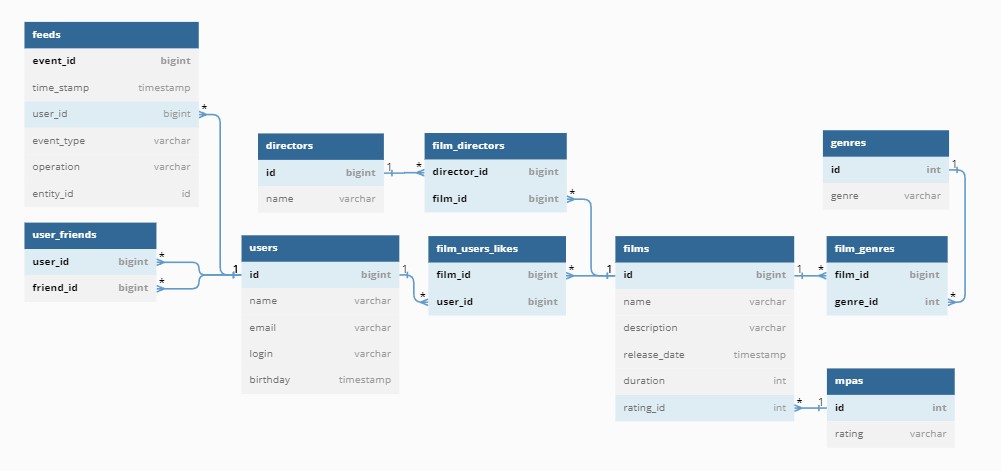 feeds
event_id bigint
time_stamp timestamp
user_id bigint
event_type varchar
operation varchar
entity_id id
*
directors
id bigint
name varchar
1
*
film_directors
director_id bigint
film_id bigint
*
genres
id int
genre varchar
1
user_friends
user_id bigint
friend_id bigint
*
*
1
users
id bigint
name varchar
email varchar
login varchar
birthday timestamp
1
*
film_users_likes
film_id bigint
user_id bigint
*
1
films
id bigint
name varchar
description varchar
release_date timestamp
duration int
rating_id int
1
*
film_genres
film_id bigint
genre_id int
*
*
1
mpas
id int
rating varchar